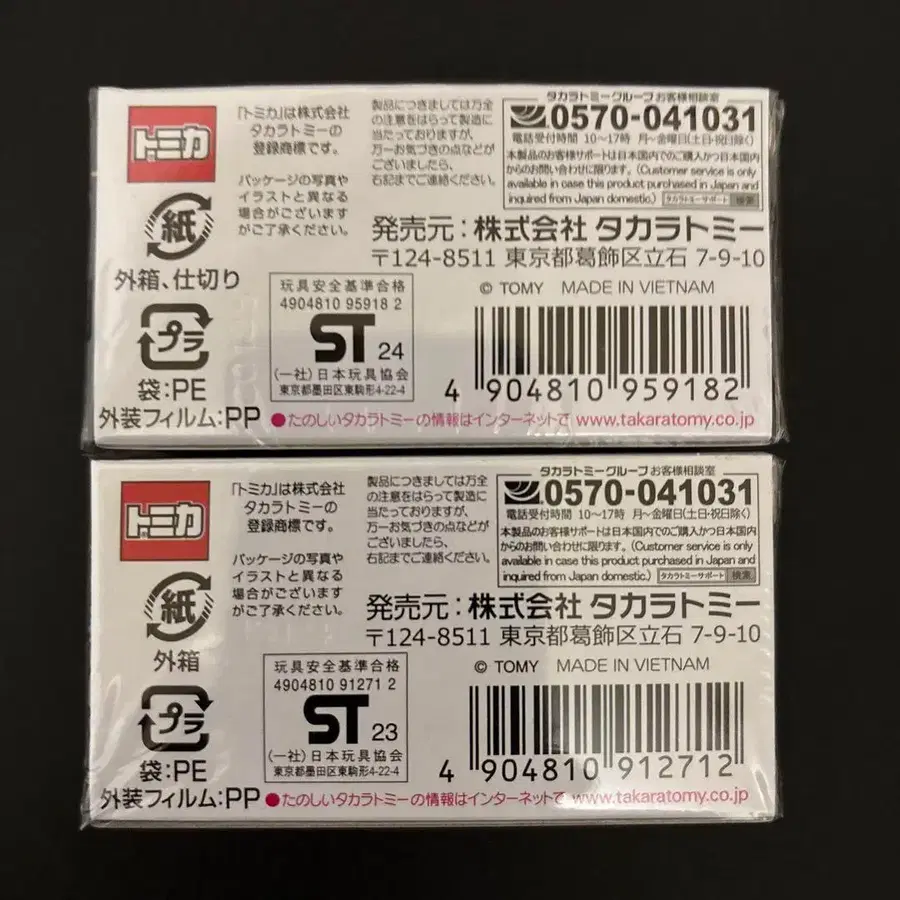 トミカ
「トミカ」は株式会社
タカラトミーの
登録商標です。
パッケージの写真や
イラストと異なる
場合がございます
がご了承ください。
製品につきましては万全
の注意をはらって製造に
当たっておりますが、
万一お気づきの点などが
ございましたら、
右記までご連絡ください。
タカラトミーグループお客様相談室
0570-041031
電話受付時間 10〜17時 月〜金曜日(土日・祝日除く)
本製品のお客様サポートは日本国内でのご購入かつ日本国内
からのお問い合わせに限ります。(Customer service is only
available in case this product purchased in Japan and
inquired from Japan domestic.) タカラトミーサポート 検索
発売元:株式会社 タカラトミー
〒124-8511 東京都葛飾区立石 7-9-10
© TOMY MADE IN VIETNAM
紙
外箱、仕切り
プラ
袋:PE
外装フィルム:PP
玩具安全基準合格
4904810 95918 2
ST 24
(一社)日本玩具協会
東京都墨田区東駒形4-22-4
4 904810 959182
●たのしいタカラトミーの情報はインターネットで www.takaratomy.co.jp
トミカ
「トミカ」は株式会社
タカラトミーの
登録商標です。
パッケージの写真や
イラストと異なる
場合がございます
がご了承ください。
製品につきましては万全
の注意をはらって製造に
当たっておりますが、
万一お気づきの点などが
ございましたら、
右記までご連絡ください。
タカラトミーグループお客様相談室
0570-041031
電話受付時間 10〜17時 月〜金曜日(土日・祝日除く)
本製品のお客様サポートは日本国内でのご購入かつ日本国内
からのお問い合わせに限ります。(Customer service is only
available in case this product purchased in Japan and
inquired from Japan domestic.) タカラトミーサポート 検索
発売元:株式会社 タカラトミー
〒124-8511 東京都葛飾区立石 7-9-10
© TOMY MADE IN VIETNAM
紙
外箱
プラ
袋:PE
外装フィルム:PP
玩具安全基準合格
4904810 91271 2
ST 23
(一社)日本玩具協会
東京都墨田区東駒形4-22-4
4 904810 912712
●たのしいタカラトミーの情報はインターネットで www.takaratomy.co.jp